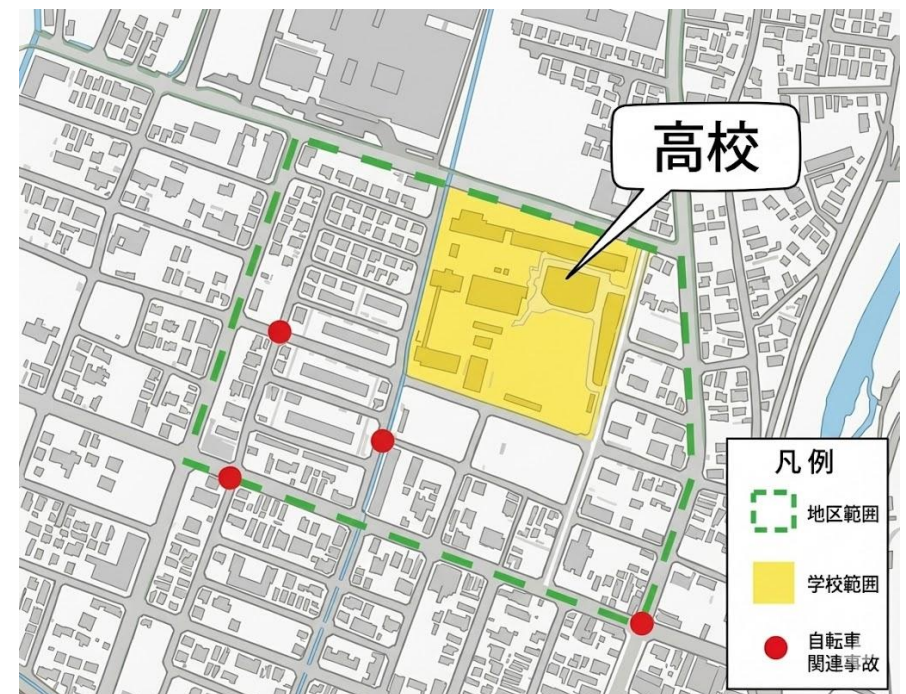 高校
凡例
地区範囲
学校範囲
自転車
関連事故